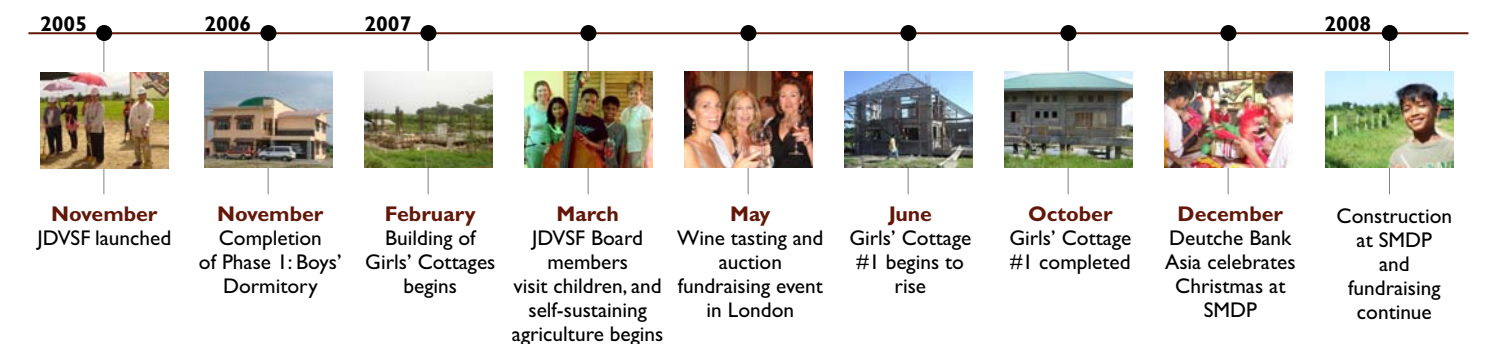 2005
2006
2007
2008
November
JDVSF launched
November
Completion
of Phase 1: Boys’
Dormitory
February
Building of
Girls’ Cottages
begins
March
JDVSF Board
members
visit children, and
self-sustaining
agriculture begins
May
Wine tasting and
auction
fundraising event
in London
June
Girls’ Cottage
#1 begins to
rise
October
Girls’ Cottage
#1 completed
December
Deutche Bank
Asia celebrates
Christmas at
SMDP
Construction
at SMDP
and
fundraising
continue